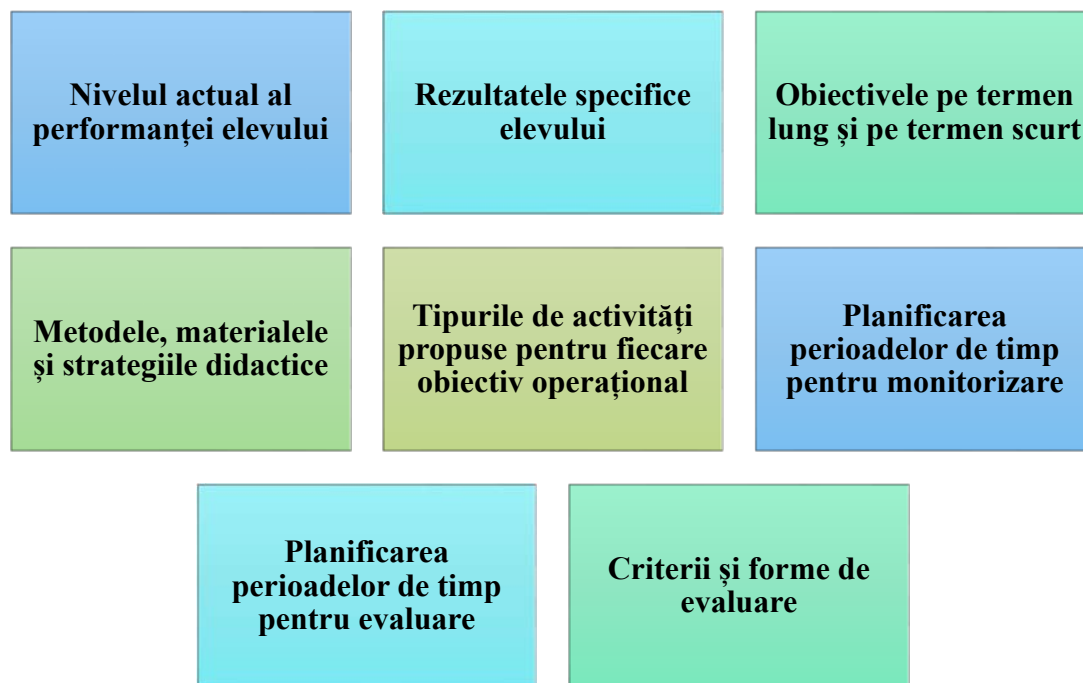 Nivelul actual al
performanței elevului
Rezultatele specifice
elevului
Obiectivele pe termen
lung și pe termen scurt
Metodele, materialele
și strategiile didactice
Tipurile de activități
propuse pentru fiecare
obiectiv operațional
Planificarea
perioadelor de timp
pentru monitorizare
Planificarea
perioadelor de timp
pentru evaluare
Criterii și forme de
evaluare